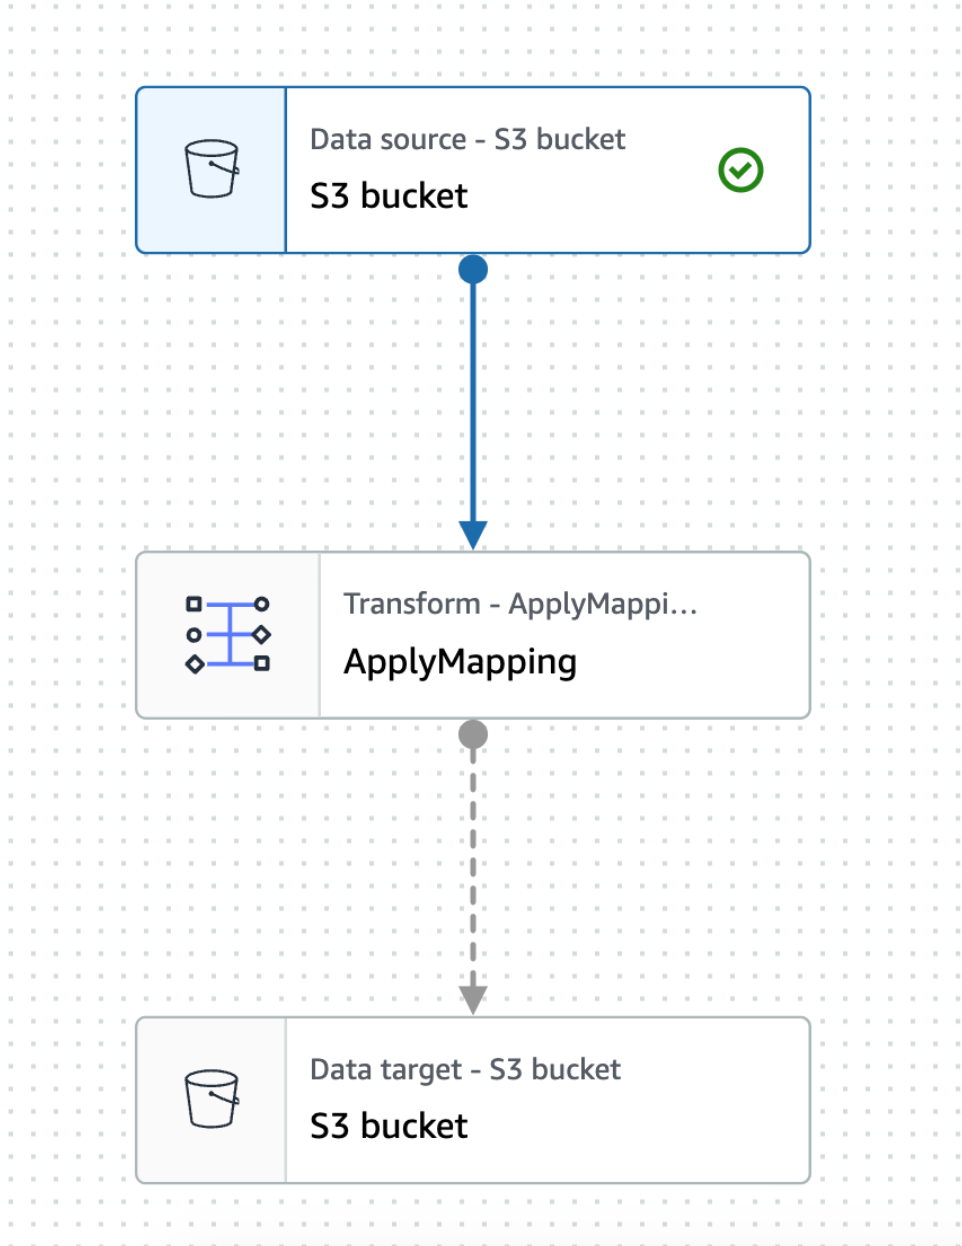 Data source - S3 bucket
S3 bucket
Transform - ApplyMappi...
ApplyMapping
Data target - S3 bucket
S3 bucket